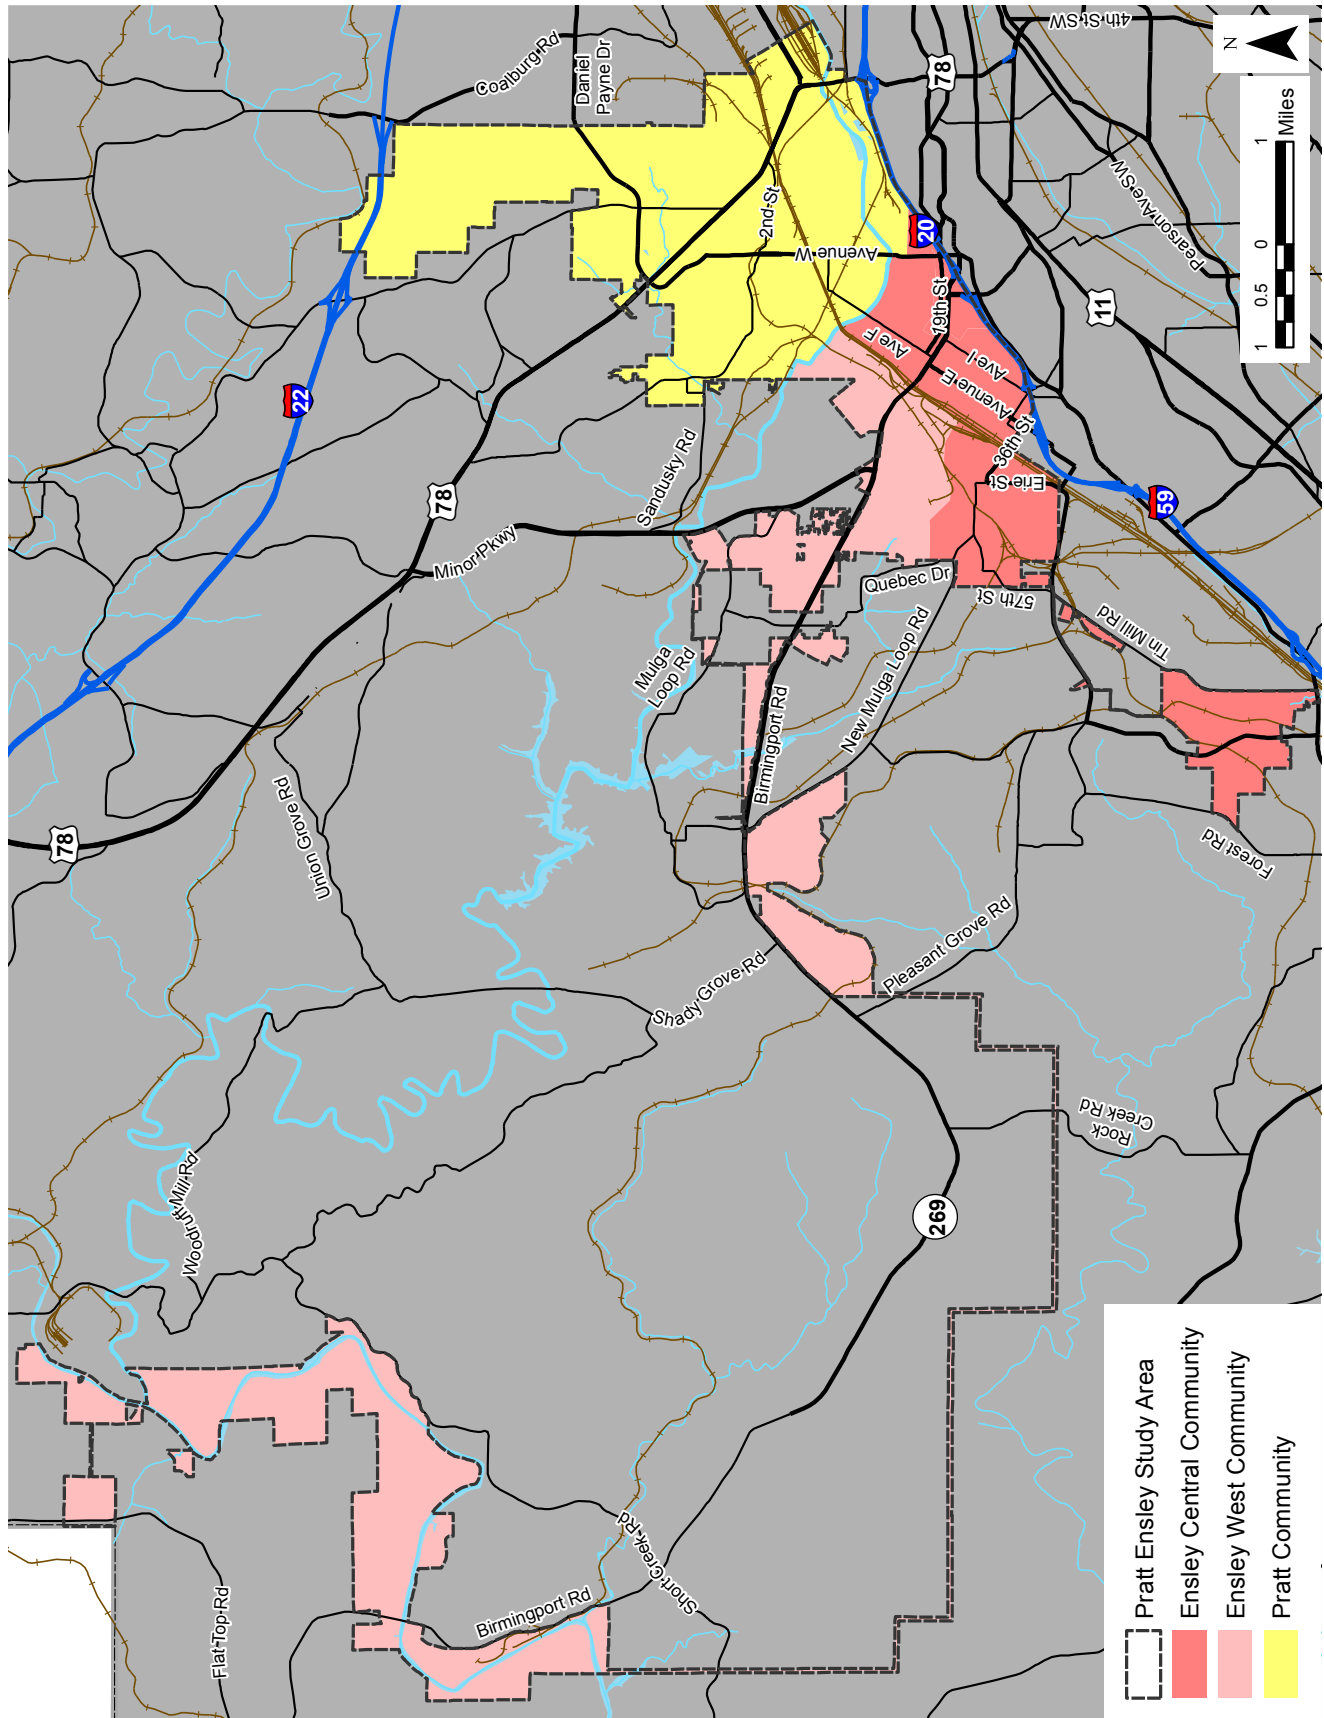 Coalburg Rd
Daniel
Payne Dr
4th St SW
N
78
1
0.5
0
1
Miles
Pearson Ave SW
2nd St
Avenue W
20
19th St
11
22
Ave F
Ave I
Avenue E
36th St
Erie St
59
78
Sandusky Rd
Minor Pkwy
Quebec Dr
57th St
Tin Mill Rd
Mulga
Loop Rd
New Mulga Loop Rd
Birmingport Rd
78
Union Grove Rd
Forest Rd
Pleasant Grove Rd
Shady Grove Rd
Rock
Creek Rd
Woodruff Mill Rd
269
Flat Top Rd
Birmingport Rd
Short Creek Rd
Pratt Ensley Study Area
Ensley Central Community
Ensley West Community
Pratt Community